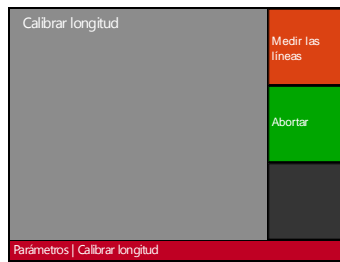 Calibrar longitud
Medir las
líneas
Abortar
Parámetros | Calibrar longitud